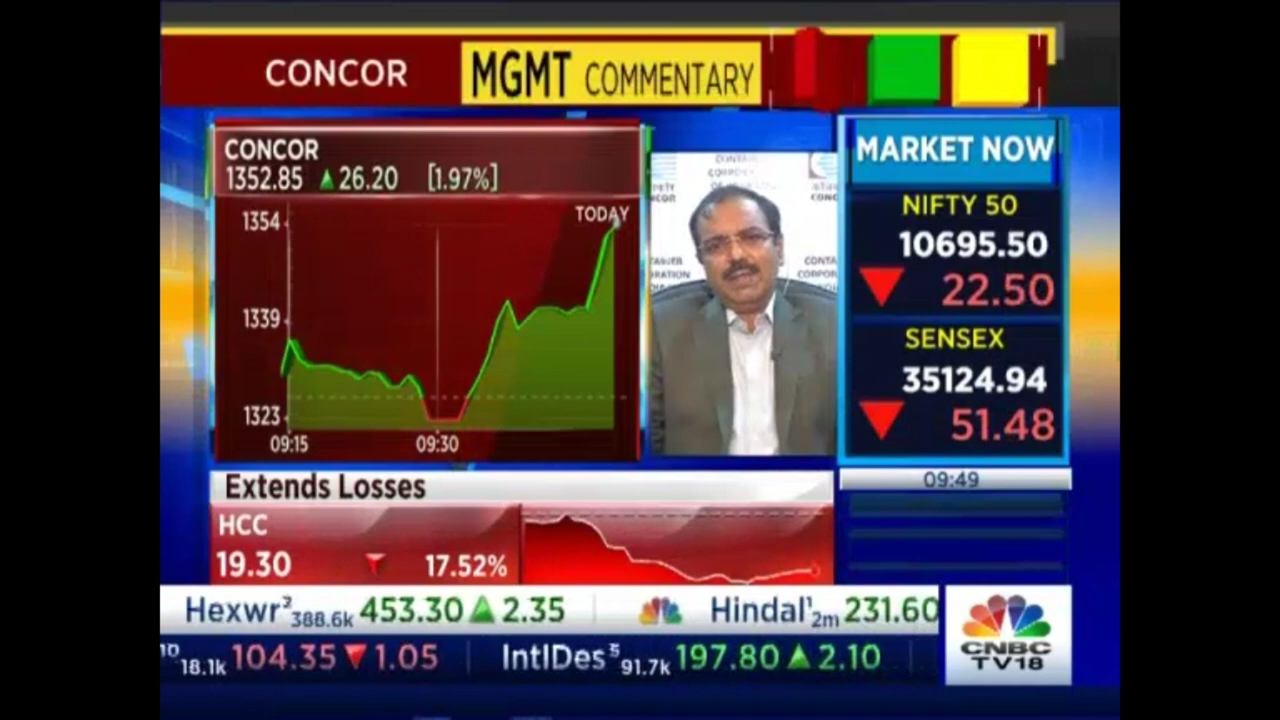 CONCOR
MGMT COMMENTARY
CONCOR
1352.85 ▲ 26.20 [1.97%]
TODAY
1354
1339
1323
09:15 09:30
MARKET NOW
NIFTY 50
10695.50
▼ 22.50
SENSEX
35124.94
▼ 51.48
09:49
Extends Losses
HCC
19.30 ▼ 17.52%
Hexwr² 388.6k 453.30 ▲ 2.35 Hindal¹ 2m 231.60
18.1k 104.35 ▼ 1.05 IntlDes⁵ 91.7k 197.80 ▲ 2.10
CNBC
TV18